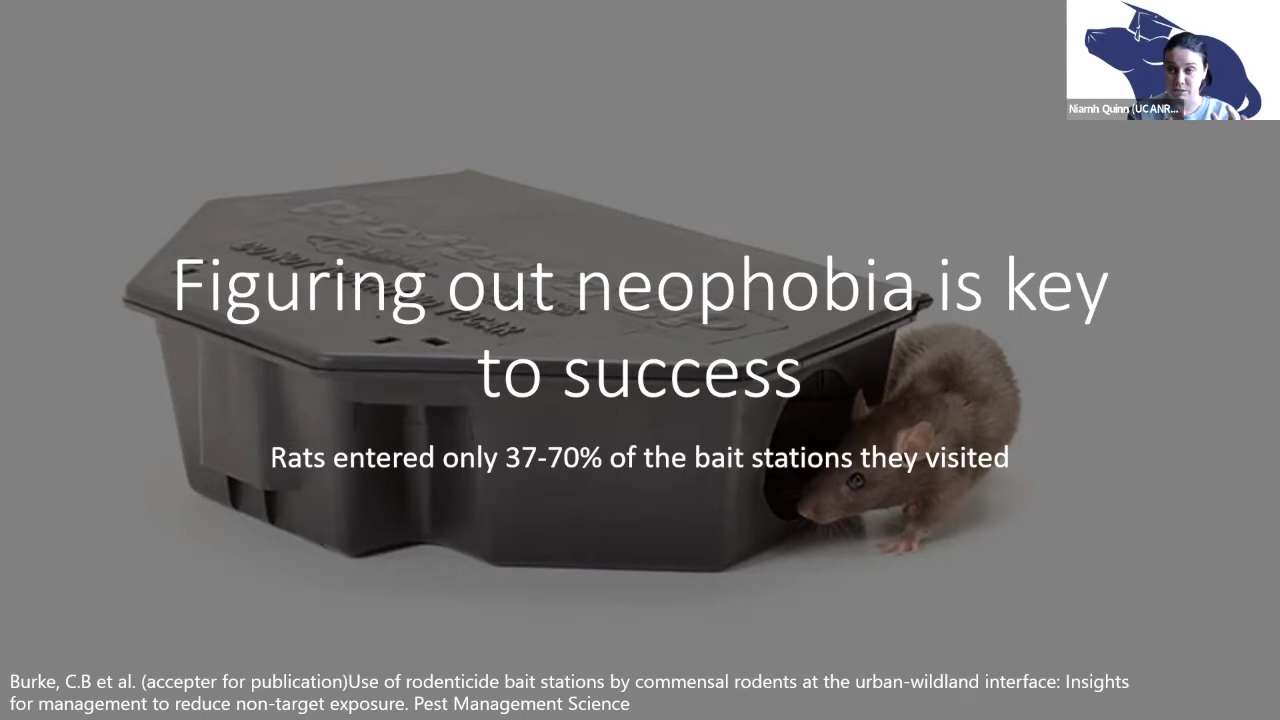 Niamh Quinn (UC ANR...
Figuring out neophobia is key
to success
Rats entered only 37-70% of the bait stations they visited
Burke, C.B et al. (accepter for publication)Use of rodenticide bait stations by commensal rodents at the urban-wildland interface: Insights
for management to reduce non-target exposure. Pest Management Science